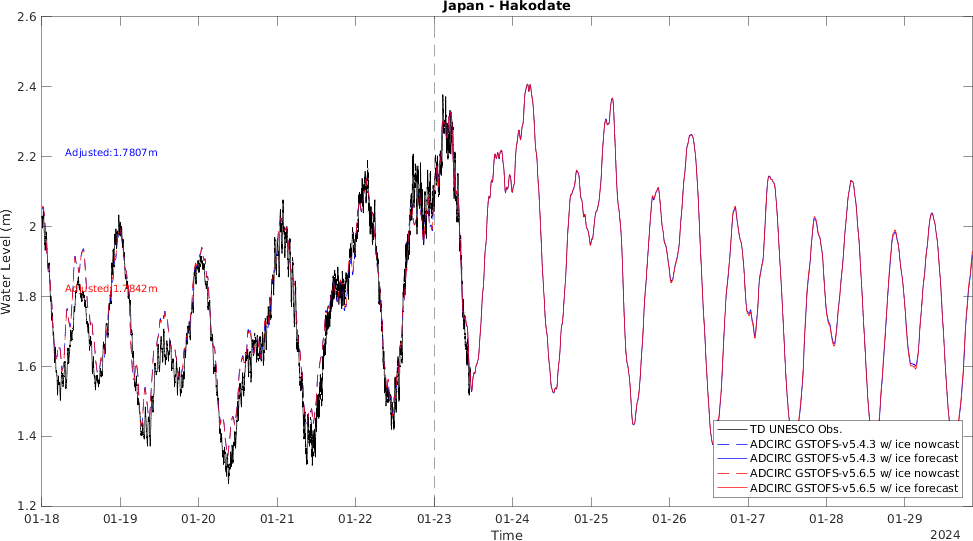 Japan - Hakodate
2.6
2.4
2.2
2
1.8
1.6
1.4
1.2
Water Level (m)
Adjusted:1.7807m
Adjusted:1.7842m
TD UNESCO Obs.
ADCIRC GSTOFS-v5.4.3 w/ ice nowcast
ADCIRC GSTOFS-v5.4.3 w/ ice forecast
ADCIRC GSTOFS-v5.6.5 w/ ice nowcast
ADCIRC GSTOFS-v5.6.5 w/ ice forecast
01-18 01-19 01-20 01-21 01-22 01-23 01-24 01-25 01-26 01-27 01-28 01-29
Time
2024